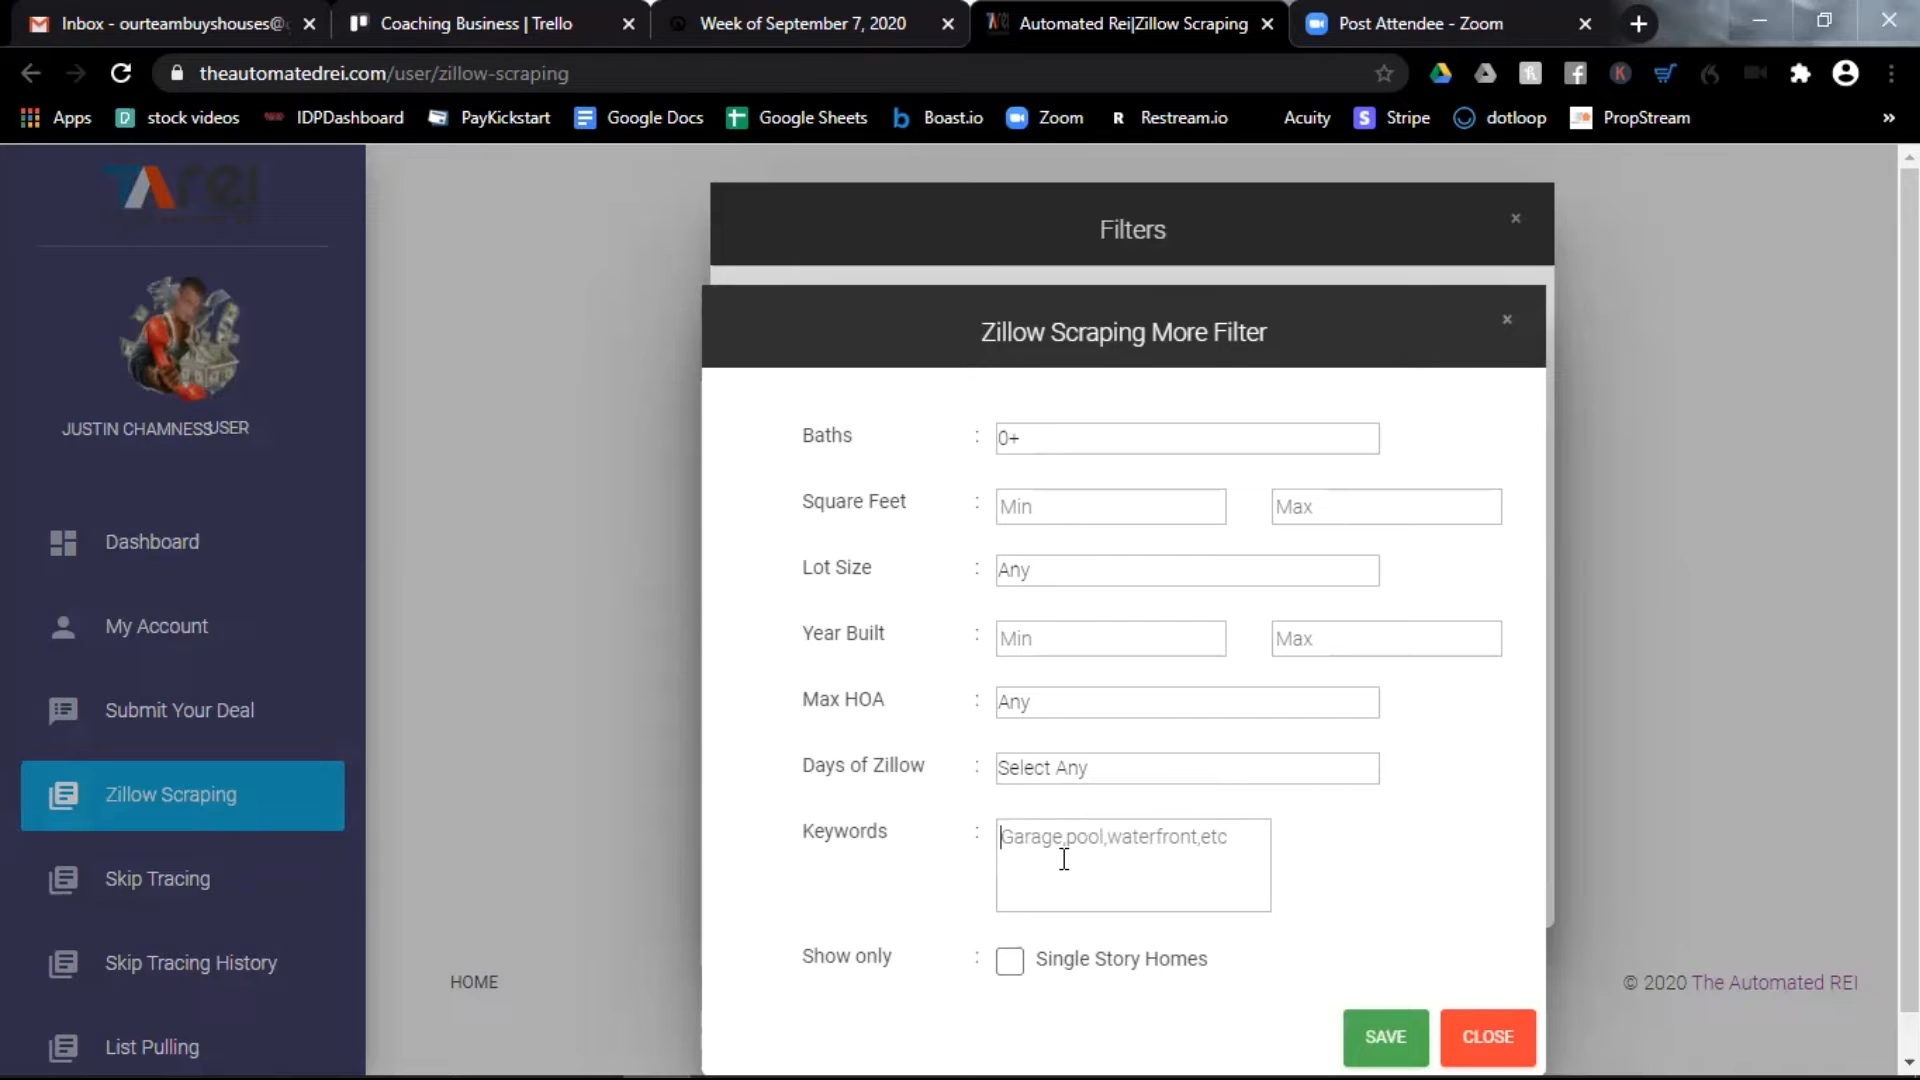 Inbox - ourteambuyshouses@
Coaching Business | Trello
Week of September 7, 2020
Automated Rei|Zillow Scraping
Post Attendee - Zoom
theautomatedrei.com/user/zillow-scraping
Apps
stock videos
IDPDashboard
PayKickstart
Google Docs
Google Sheets
Boast.io
Zoom
Restream.io
Acuity
Stripe
dotloop
PropStream
TArei
JUSTIN CHAMNESS
USER
Dashboard
My Account
Submit Your Deal
Zillow Scraping
Skip Tracing
Skip Tracing History
List Pulling
Filters
Zillow Scraping More Filter
Baths : 0+
Square Feet : Min Max
Lot Size : Any
Year Built : Min Max
Max HOA : Any
Days of Zillow : Select Any
Keywords : Garage,pool,waterfront,etc
Show only : Single Story Homes
SAVE
CLOSE
HOME
© 2020 The Automated REI